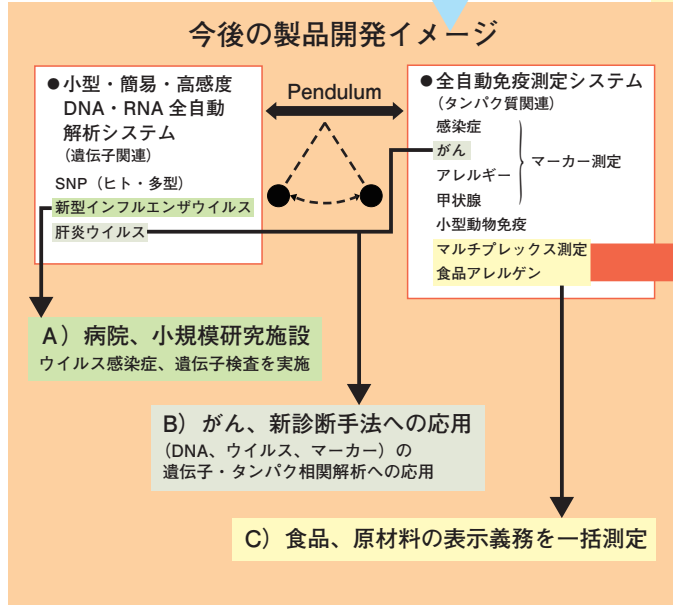 今後の製品開発イメージ
●小型・簡易・高感度
DNA・RNA 全自動
解析システム
(遺伝子関連)
SNP（ヒト・多型）
新型インフルエンザウイルス
肝炎ウイルス
Pendulum
●全自動免疫測定システム
(タンパク質関連)
感染症
がん
アレルギー
甲状腺
マーカー測定
小型動物免疫
マルチプレックス測定
食品アレルゲン
A）病院、小規模研究施設
ウイルス感染症、遺伝子検査を実施
B）がん、新診断手法への応用
（DNA、ウイルス、マーカー）の
遺伝子・タンパク相関解析への応用
C）食品、原材料の表示義務を一括測定